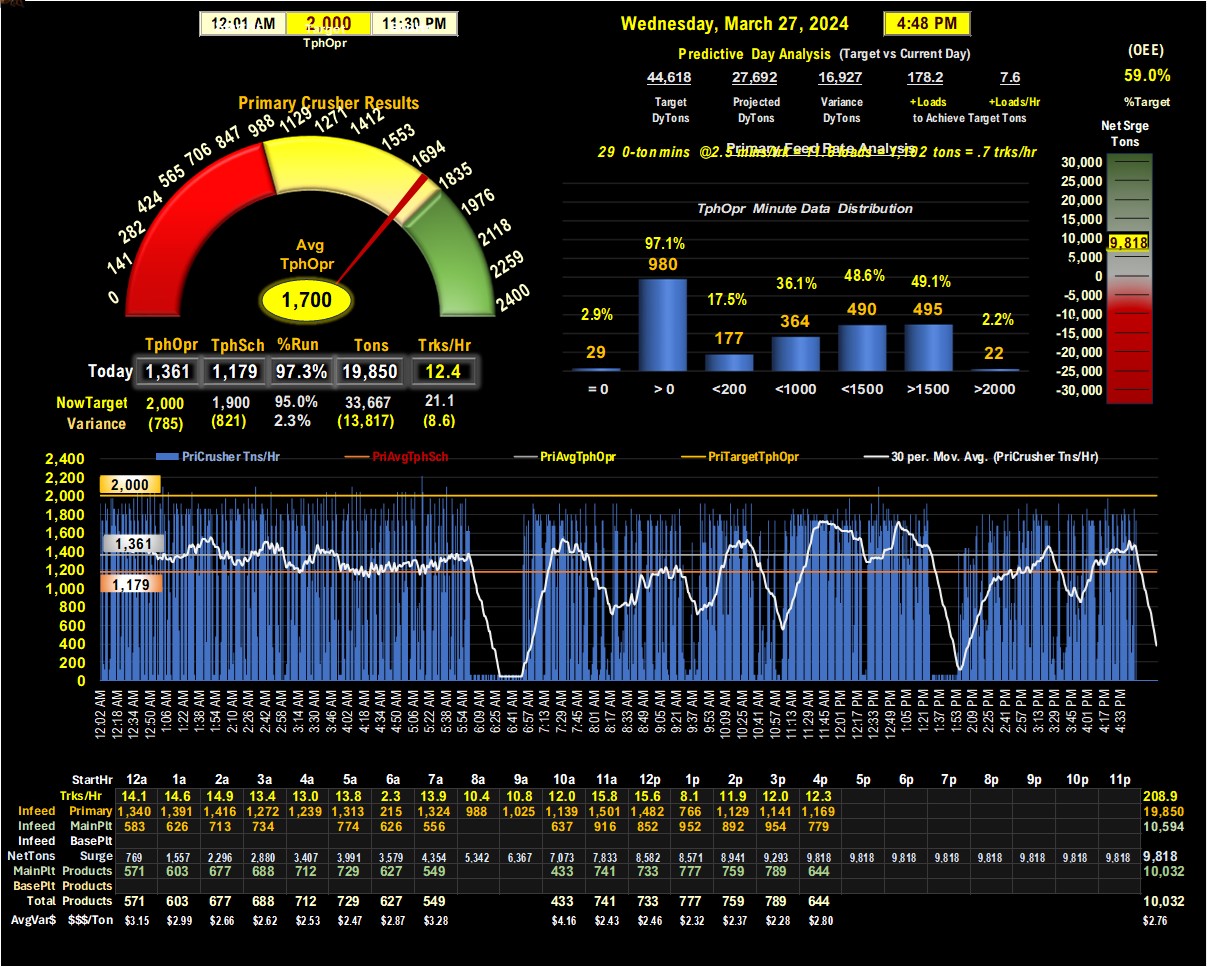 12:01 AM 2,000 11:30 PM
TphOpr
Wednesday, March 27, 2024 4:48 PM
Predictive Day Analysis (Target vs Current Day)
44,618 27,692 16,927 178.2 7.6
Target Projected Variance +Loads +Loads/Hr
DyTons DyTons DyTons to Achieve Target Tons
(OEE)
59.0%
%Target
Net Srge
Tons
Primary Crusher Results
0 141 282 424 565 706 847 988 1129 1271 1412 1553 1694 1835 1976 2118 2259 2400
Avg
TphOpr
1,700
Primary Feed Rate Analysis
29 0-ton mins @2.5 mins/trk = 11.6 loads = 1,102 tons = .7 trks/hr
TphOpr Minute Data Distribution
2.9% 97.1% 17.5% 36.1% 48.6% 49.1% 2.2%
29 980 177 364 490 495 22
= 0 > 0 <200 <1000 <1500 >1500 >2000
30,000
25,000
20,000
15,000
10,000
9,818
5,000
0
-5,000
-10,000
-15,000
-20,000
-25,000
-30,000
TphOpr TphSch %Run Tons Trks/Hr
Today 1,361 1,179 97.3% 19,850 12.4
NowTarget 2,000 1,900 95.0% 33,667 21.1
Variance (785) (821) 2.3% (13,817) (8.6)
PriCrusher Tns/Hr PriAvgTphSch PriAvgTphOpr PriTargetTphOpr 30 per. Mov. Avg. (PriCrusher Tns/Hr)
2,400
2,200
2,000
1,800
1,600
1,400
1,200
1,000
800
600
400
200
0
2,000
1,361
1,179
12:02 AM 12:18 AM 12:34 AM 12:50 AM 1:06 AM 1:22 AM 1:38 AM 1:54 AM 2:10 AM 2:26 AM 2:42 AM 2:58 AM 3:14 AM 3:30 AM 3:46 AM 4:02 AM 4:18 AM 4:34 AM 4:50 AM 5:06 AM 5:22 AM 5:38 AM 5:54 AM 6:09 AM 6:25 AM 6:41 AM 6:57 AM 7:13 AM 7:29 AM 7:45 AM 8:01 AM 8:17 AM 8:33 AM 8:49 AM 9:05 AM 9:21 AM 9:37 AM 9:53 AM 10:09 AM 10:25 AM 10:41 AM 10:57 AM 11:13 AM 11:29 AM 11:45 AM 12:01 PM 12:17 PM 12:33 PM 12:49 PM 1:05 PM 1:21 PM 1:37 PM 1:53 PM 2:09 PM 2:25 PM 2:41 PM 2:57 PM 3:13 PM 3:29 PM 3:45 PM 4:01 PM 4:17 PM 4:33 PM
StartHr 12a 1a 2a 3a 4a 5a 6a 7a 8a 9a 10a 11a 12p 1p 2p 3p 4p 5p 6p 7p 8p 9p 10p 11p
Trks/Hr 14.1 14.6 14.9 13.4 13.0 13.8 2.3 13.9 10.4 10.8 12.0 15.8 15.6 8.1 11.9 12.0 12.3 208.9
Infeed Primary 1,340 1,391 1,416 1,272 1,239 1,313 215 1,324 988 1,025 1,139 1,501 1,482 766 1,129 1,141 1,169 19,850
Infeed MainPlt 583 626 713 734 774 626 556 637 916 852 952 892 954 779 10,594
Infeed BasePlt
NetTons Surge 769 1,557 2,296 2,880 3,407 3,991 3,579 4,354 5,342 6,367 7,073 7,833 8,582 8,571 8,941 9,293 9,818 9,818 9,818 9,818 9,818 9,818 9,818 9,818 9,818
MainPlt Products 571 603 677 688 712 729 627 549 433 741 733 777 759 789 644 10,032
BasePlt Products
Total Products 571 603 677 688 712 729 627 549 433 741 733 777 759 789 644 10,032
AvgVar$ $$$/Ton $3.15 $2.99 $2.66 $2.62 $2.53 $2.47 $2.87 $3.28 $4.16 $2.43 $2.46 $2.32 $2.37 $2.28 $2.80 $2.76